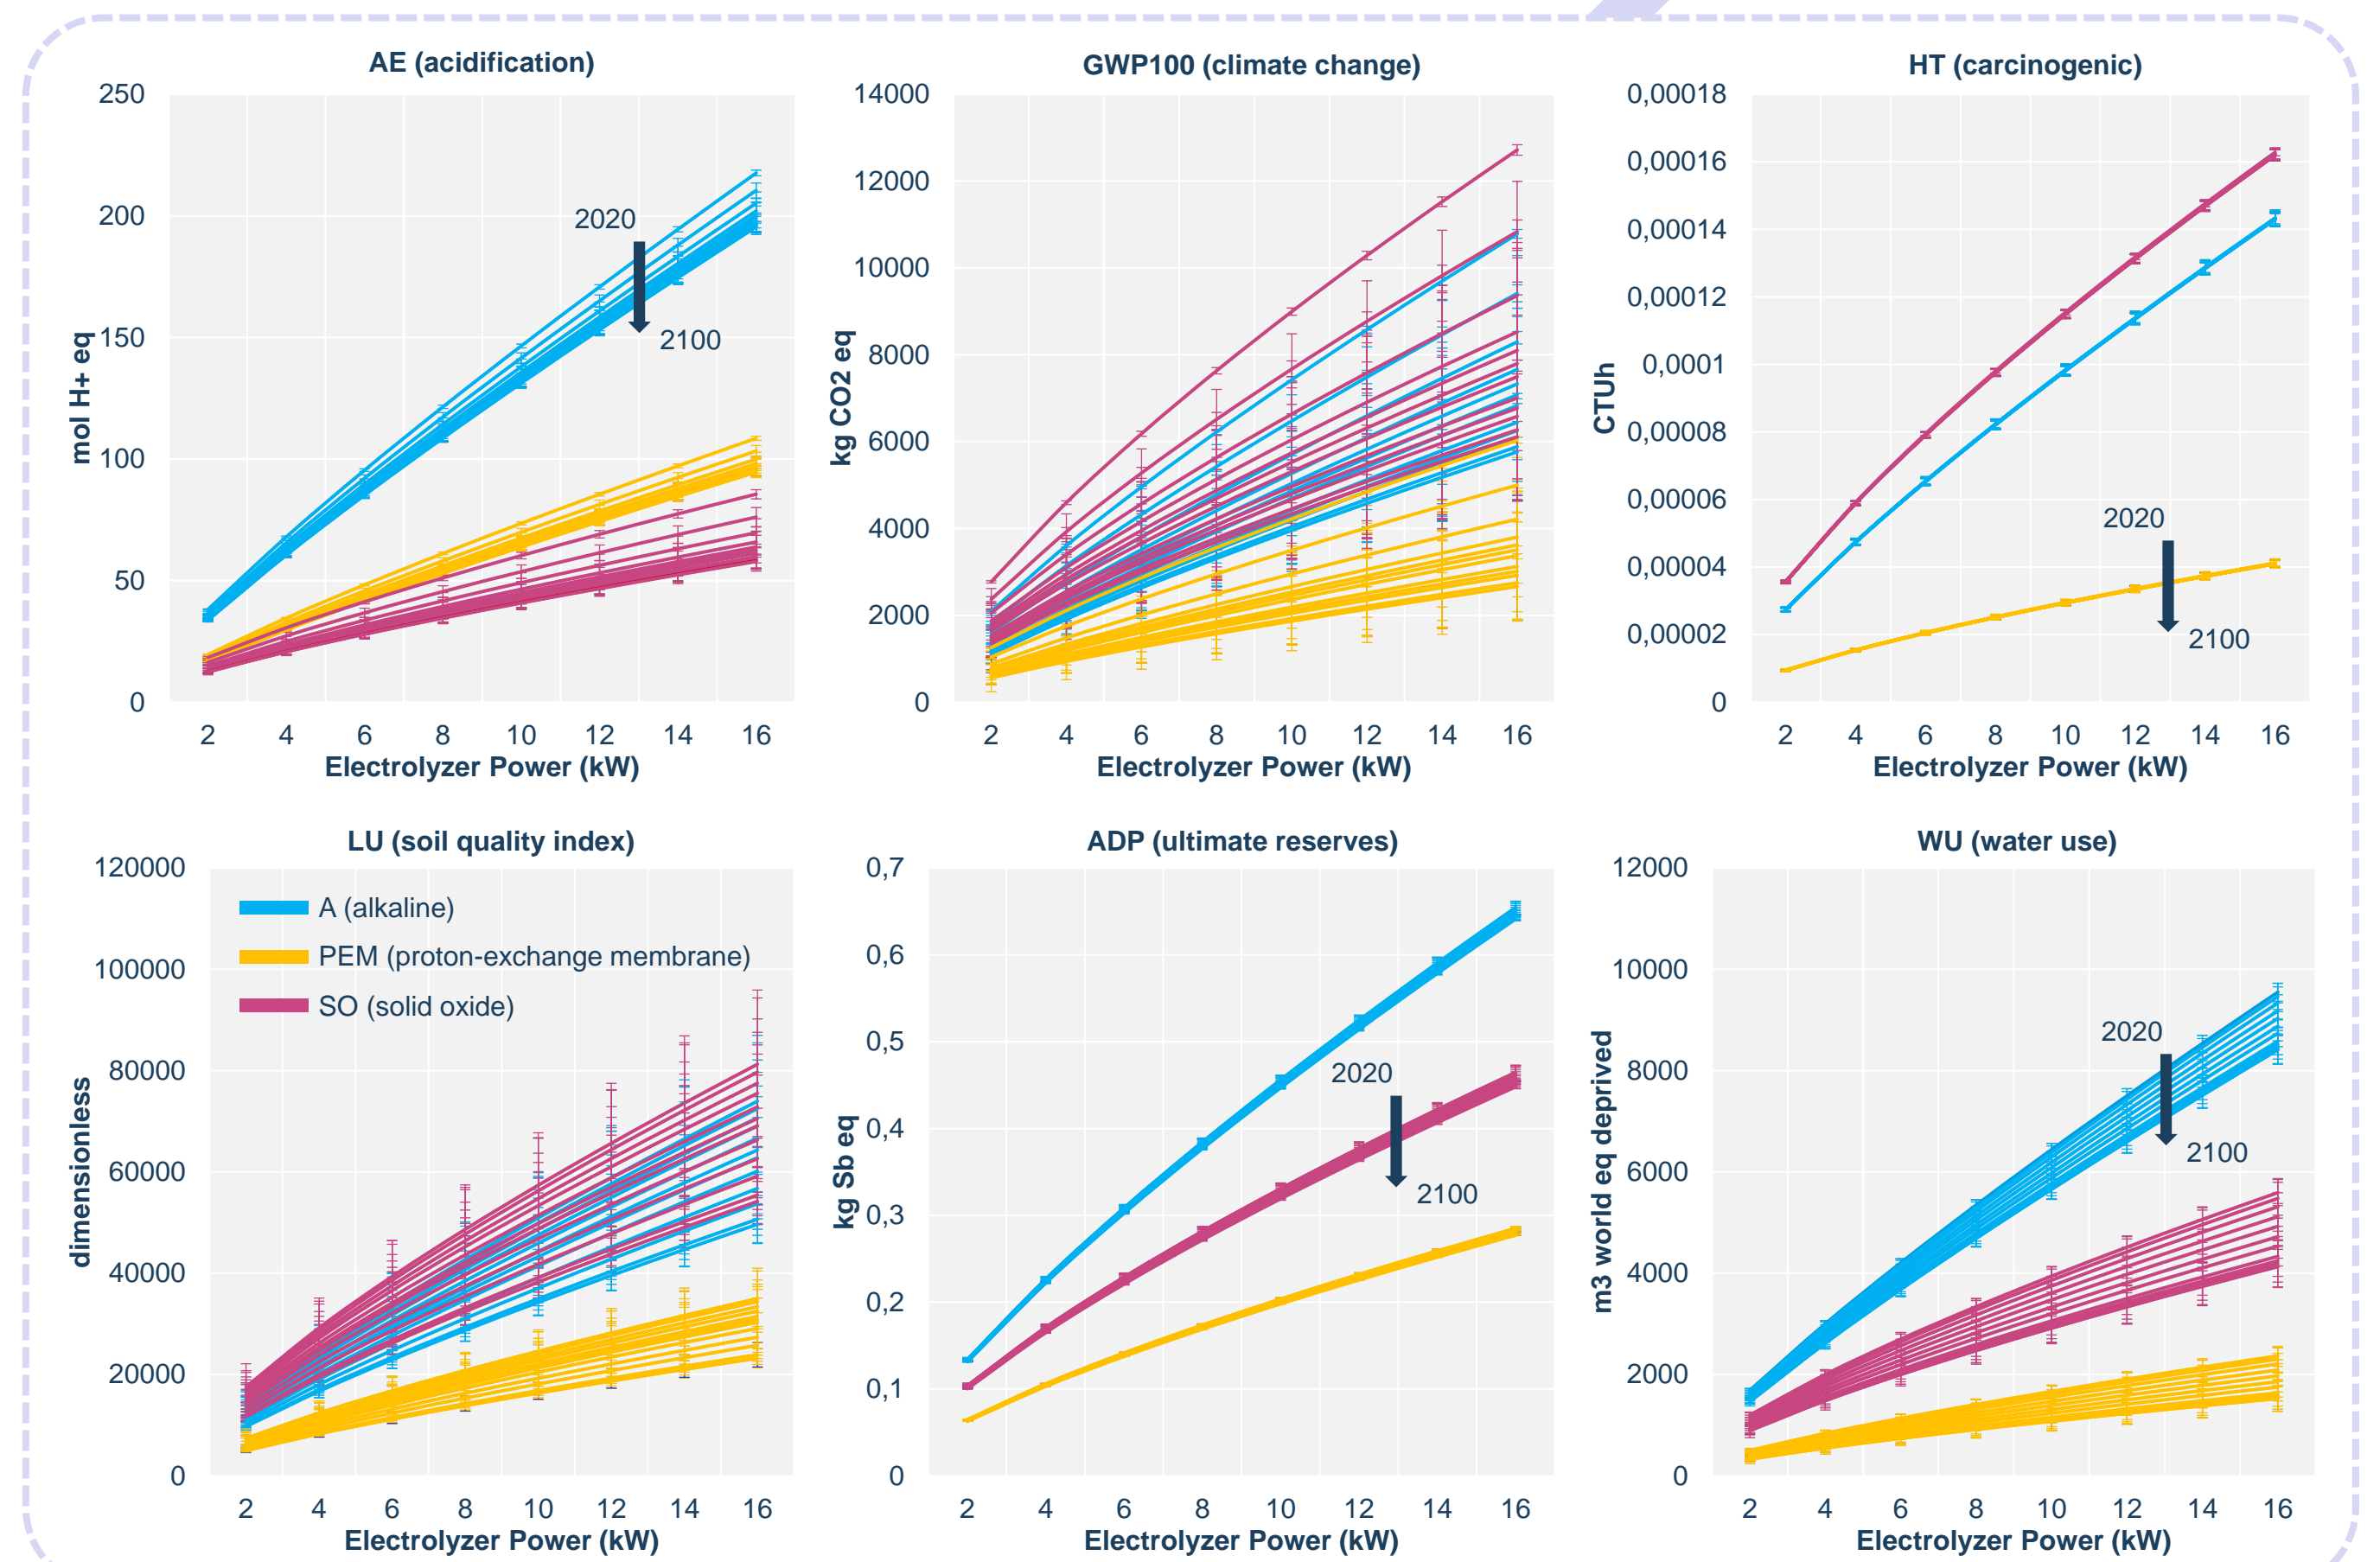 AE (acidification)
250
200
150
100
50
0
mol H+ eq
2020
2100
2 4 6 8 10 12 14 16
Electrolyzer Power (kW)
GWP100 (climate change)
14000
12000
10000
8000
6000
4000
2000
0
kg CO2 eq
2 4 6 8 10 12 14 16
Electrolyzer Power (kW)
HT (carcinogenic)
0,00018
0,00016
0,00014
0,00012
0,0001
0,00008
0,00006
0,00004
0,00002
0
CTUh
2020
2100
2 4 6 8 10 12 14 16
Electrolyzer Power (kW)
LU (soil quality index)
120000
100000
80000
60000
40000
20000
0
dimensionless
A (alkaline)
PEM (proton-exchange membrane)
SO (solid oxide)
2 4 6 8 10 12 14 16
Electrolyzer Power (kW)
ADP (ultimate reserves)
0,7
0,6
0,5
0,4
0,3
0,2
0,1
0
kg Sb eq
2020
2100
2 4 6 8 10 12 14 16
Electrolyzer Power (kW)
WU (water use)
12000
10000
8000
6000
4000
2000
0
m3 world eq deprived
2020
2100
2 4 6 8 10 12 14 16
Electrolyzer Power (kW)